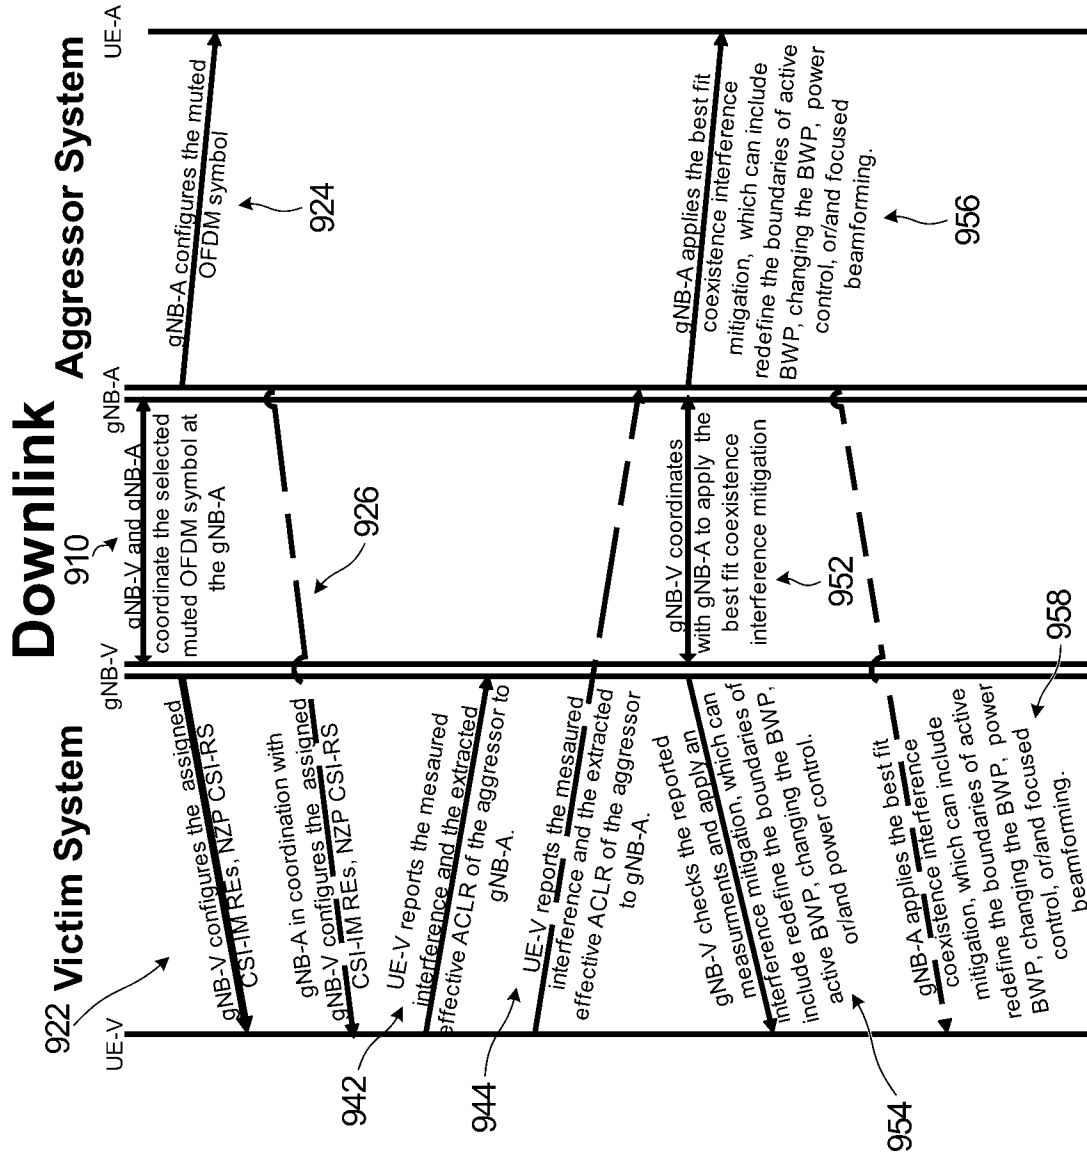 Downlink
Victim System
Aggressor System
UE-V
gNB-V
gNB-A
UE-A
910
gNB-V and gNB-A
coordinate the selected
muted OFDM symbol at
the gNB-A
922
gNB-V configures the assigned
CSI-IM REs, NZP CSI-RS
gNB-A configures the muted
OFDM symbol
924
gNB-A in coordination with
gNB-V configures the assigned
CSI-IM REs, NZP CSI-RS
926
942
UE-V reports the measured
interference and the extracted
effective ACLR of the aggressor to
gNB-A.
944
UE-V reports the mesaured
interference and the extracted
effective ACLR of the aggressor
to gNB-A.
gNB-V coordinates
with gNB-A to apply the
best fit coexistence
interference mitigation
952
gNB-V checks the reported
measurments and apply an
interference mitigation, which can
include redefine the boundaries of
active BWP, changing the BWP,
or/and power control.
954
gNB-A applies the best fit
coexistence interference
mitigation, which can include
redefine the boundaries of active
BWP, changing the BWP, power
control, or/and focused
beamforming.
956
gNB-A applies the best fit
coexistence interference
mitigation, which can include
redefine the boundaries of active
BWP, changing the BWP, power
control, or/and focused
beamforming.
958